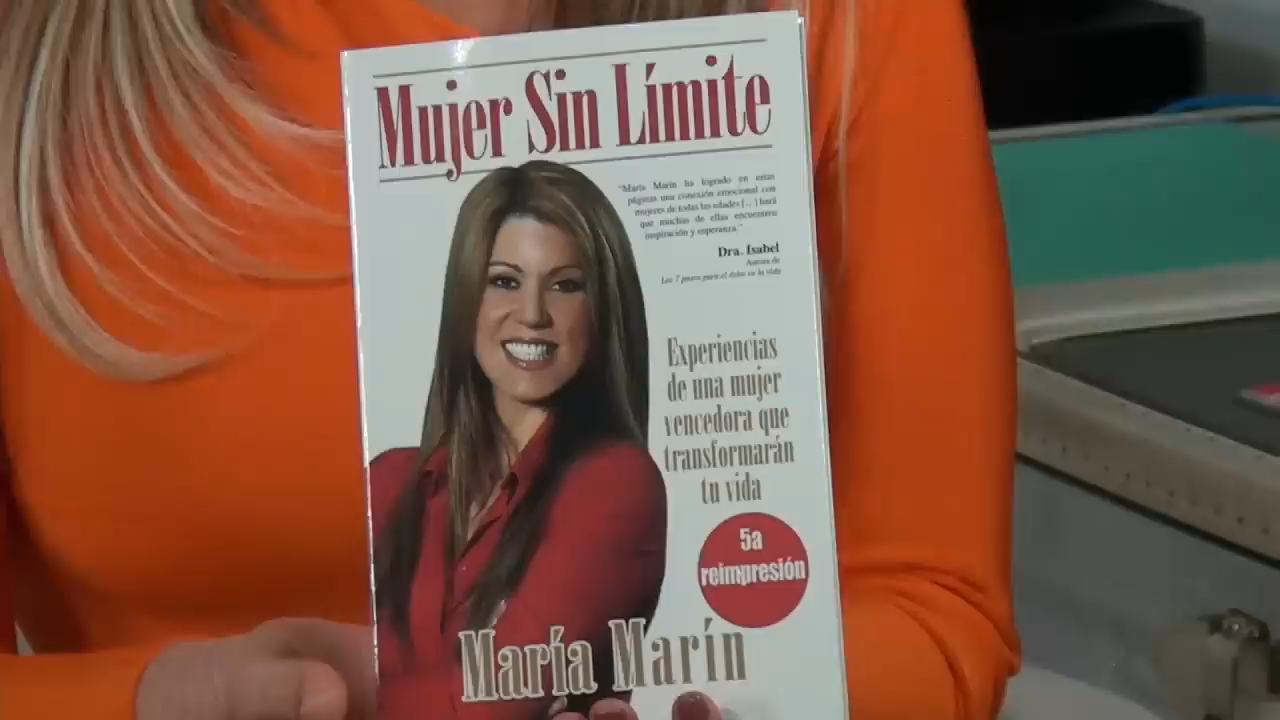 Mujer Sin Límite
"María Marín ha logrado en estas
páginas una conexión emocional con
mujeres de todas las edades [...] hará
que muchas de ellas encuentren
inspiración y esperanza."
Dra. Isabel
Autora de
Los 7 pasos para el éxito en la vida
Experiencias
de una mujer
vencedora que
transformarán
tu vida
5a
reimpresión
María Marín